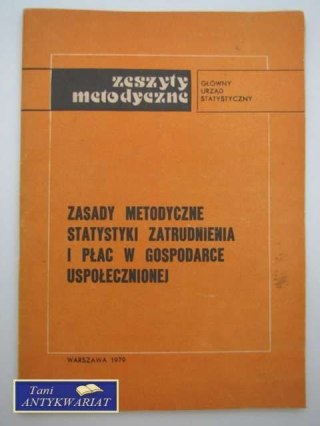 zeszyty
metodyczne
GŁÓWNY
URZĄD
STATYSTYCZNY
ZASADY METODYCZNE
STATYSTYKI ZATRUDNIENIA
I PŁAC W GOSPODARCE
USPOŁECZNIONEJ
WARSZAWA 1979
Tani
ANTYKWARIAT